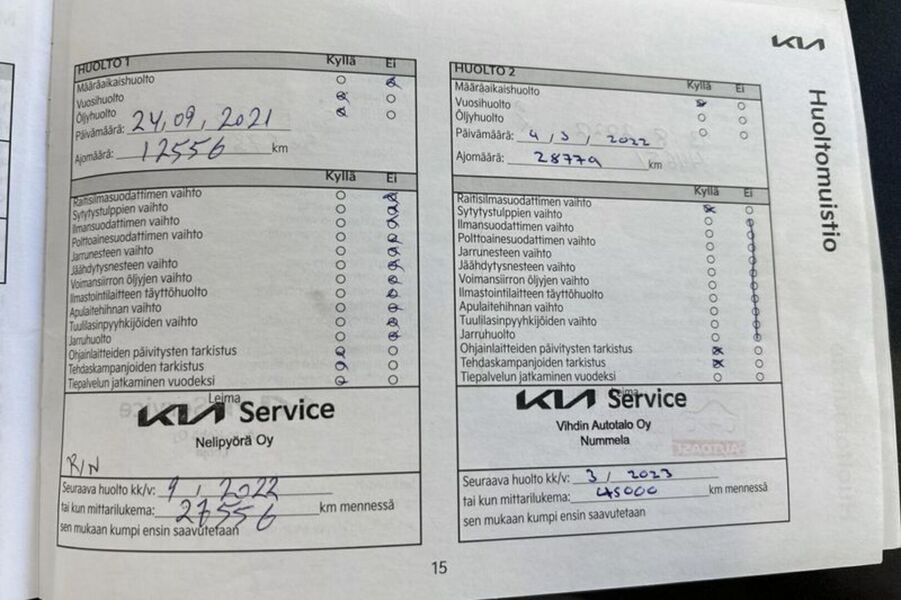 KIA
Huoltomuistio
HUOLTO 1 Kyllä Ei
Määräaikaishuolto
Vuosihuolto
Öljyhuolto
Päivämäärä: 24,09,2021
Ajomäärä: 12556 km
Kyllä Ei
Raitisilmasuodattimen vaihto
Sytytystulppien vaihto
Ilmansuodattimen vaihto
Polttoainesuodattimen vaihto
Jarrunesteen vaihto
Jäähdytysnesteen vaihto
Voimansiirron öljyjen vaihto
Ilmastointilaitteen täyttöhuolto
Apulaitehihnan vaihto
Tuulilasinpyyhkijöiden vaihto
Jarruhuolto
Ohjainlaitteiden päivitysten tarkistus
Tehdaskampanjoiden tarkistus
Tiepalvelun jatkaminen vuodeksi
Leima
KIA Service
Nelipyörä Oy
R/N
Seuraava huolto kk/v: 9 / 2022
tai kun mittarilukema: 27556 km mennessä
sen mukaan kumpi ensin saavutetaan
HUOLTO 2 Kyllä Ei
Määräaikaishuolto
Vuosihuolto
Öljyhuolto
Päivämäärä: 4 / 3 / 2022
Ajomäärä: 28779 km
Kyllä Ei
Raitisilmasuodattimen vaihto
Sytytystulppien vaihto
Ilmansuodattimen vaihto
Polttoainesuodattimen vaihto
Jarrunesteen vaihto
Jäähdytysnesteen vaihto
Voimansiirron öljyjen vaihto
Ilmastointilaitteen täyttöhuolto
Apulaitehihnan vaihto
Tuulilasinpyyhkijöiden vaihto
Jarruhuolto
Ohjainlaitteiden päivitysten tarkistus
Tehdaskampanjoiden tarkistus
Tiepalvelun jatkaminen vuodeksi
Leima
KIA Service
Vihdin Autotalo Oy
Nummela
Seuraava huolto kk/v: 3 / 2023
tai kun mittarilukema: 45000 km mennessä
sen mukaan kumpi ensin saavutetaan
15